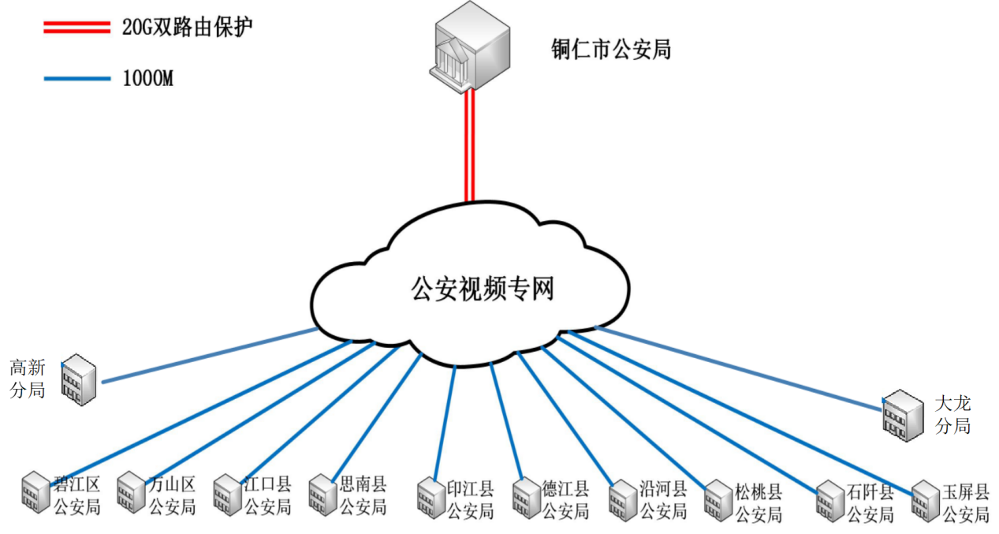 20G双路由保护
铜仁市公安局
1000M
公安视频专网
高新
分局
大龙
分局
碧江区
公安局
万山区
公安局
江口县
公安局
思南县
公安局
印江县
公安局
德江县
公安局
沿河县
公安局
松桃县
公安局
石阡县
公安局
玉屏县
公安局